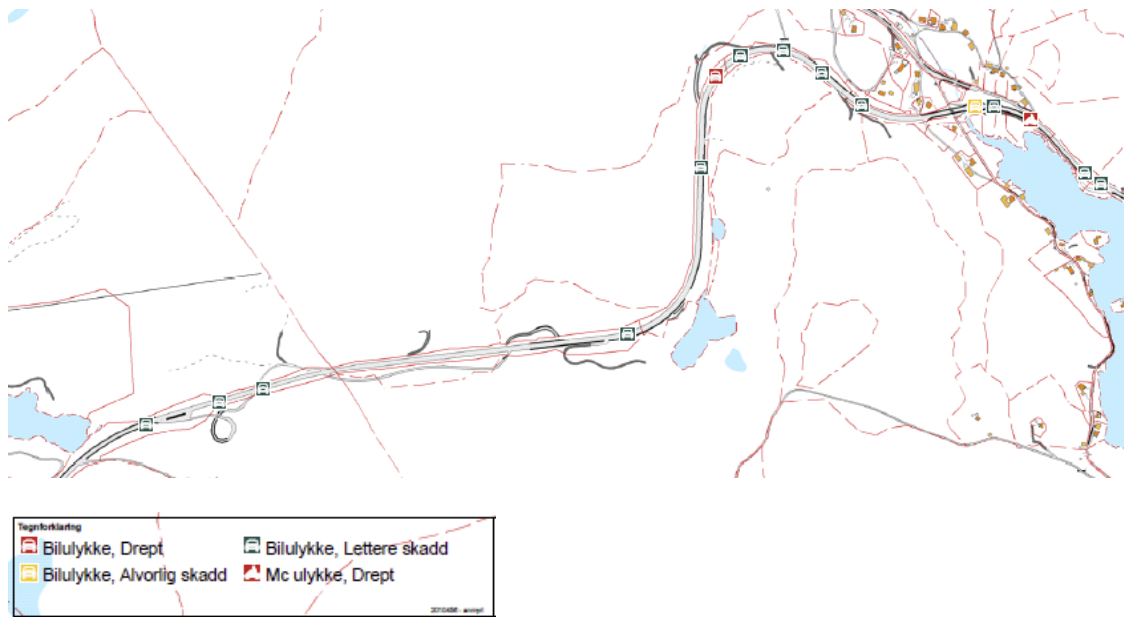 Tegnforklaring
Bilulykke, Drept
Bilulykke, Lettere skadd
Bilulykke, Alvorlig skadd
Mc ulykke, Drept